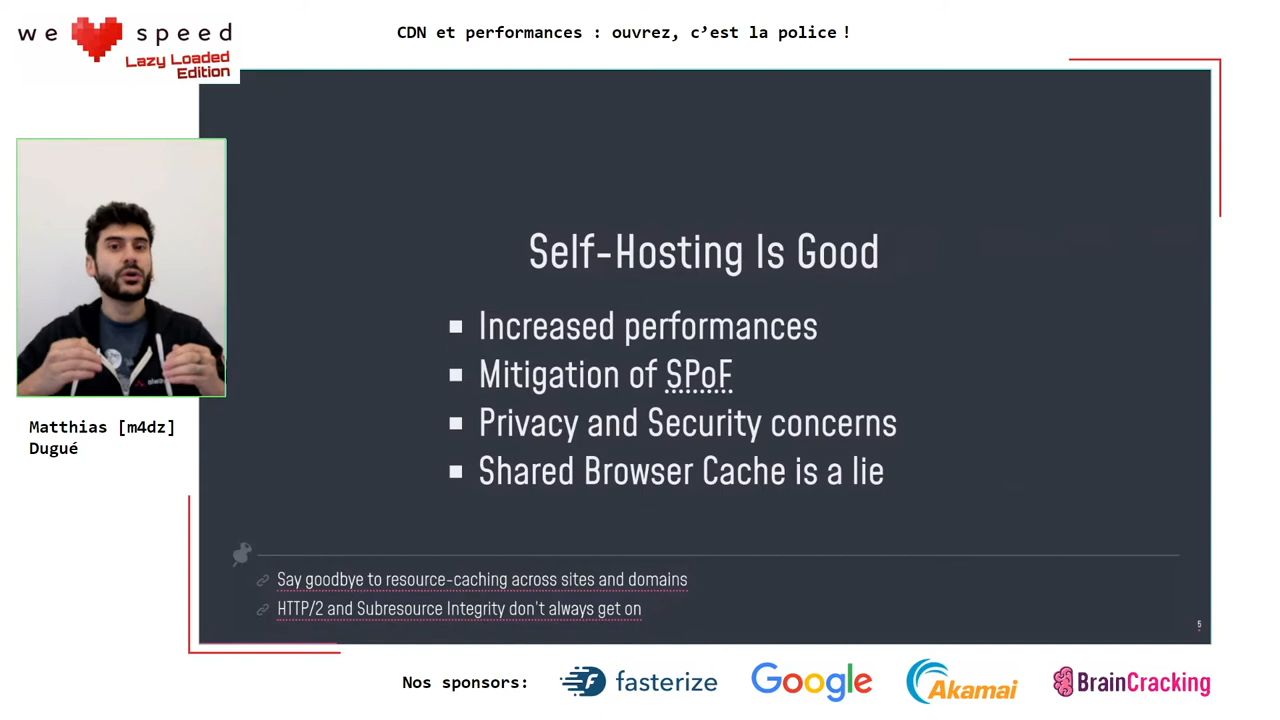 we speed
Lazy Loaded
Edition
CDN et performances : ouvrez, c’est la police !
Matthias [m4dz]
Dugué
Self-Hosting Is Good
Increased performances
Mitigation of SPoF
Privacy and Security concerns
Shared Browser Cache is a lie
Say goodbye to resource-caching across sites and domains
HTTP/2 and Subresource Integrity don't always get on
5
Nos sponsors:
fasterize
Google
Akamai
BrainCracking